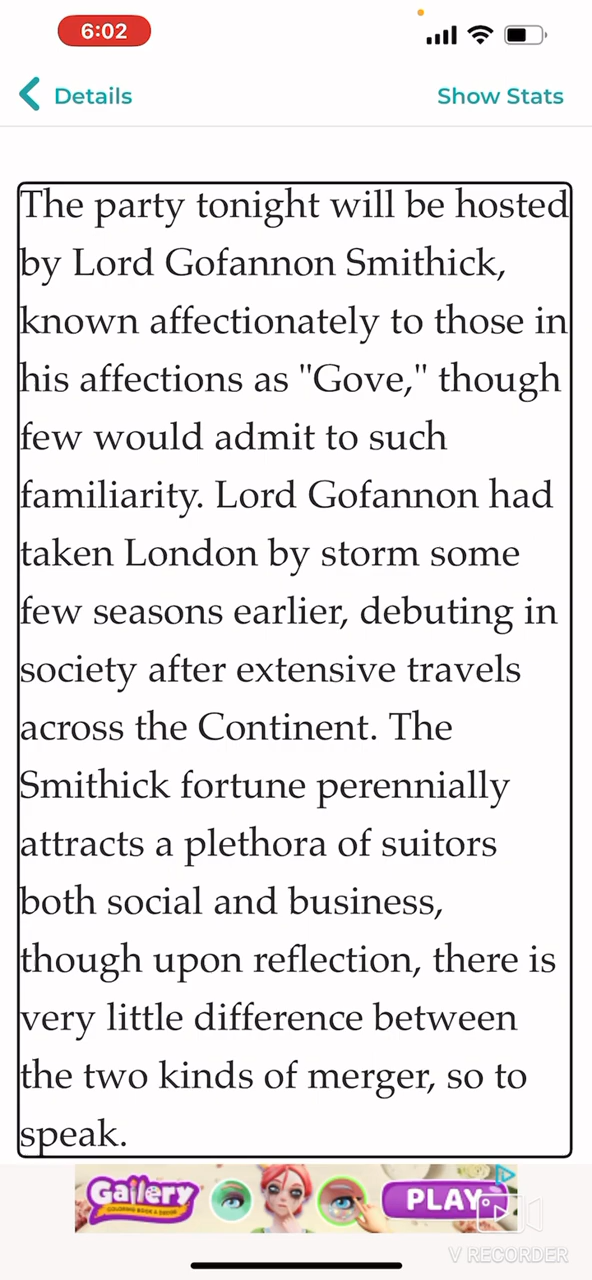 6:02
Details
Show Stats
The party tonight will be hosted
by Lord Gofannon Smithick,
known affectionately to those in
his affections as "Gove," though
few would admit to such
familiarity. Lord Gofannon had
taken London by storm some
few seasons earlier, debuting in
society after extensive travels
across the Continent. The
Smithick fortune perennially
attracts a plethora of suitors
both social and business,
though upon reflection, there is
very little difference between
the two kinds of merger, so to
speak.
Gallery
COLORING BOOK & DECOR
PLAY
V RECORDER